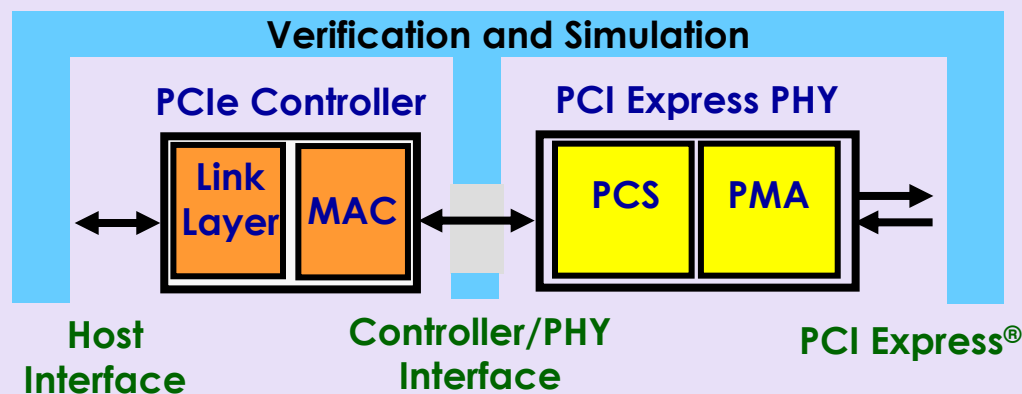 Verification and Simulation
PCIe Controller
PCI Express PHY
Link
Layer
MAC
PCS
PMA
Host
Interface
Controller/PHY
Interface
PCI Express®